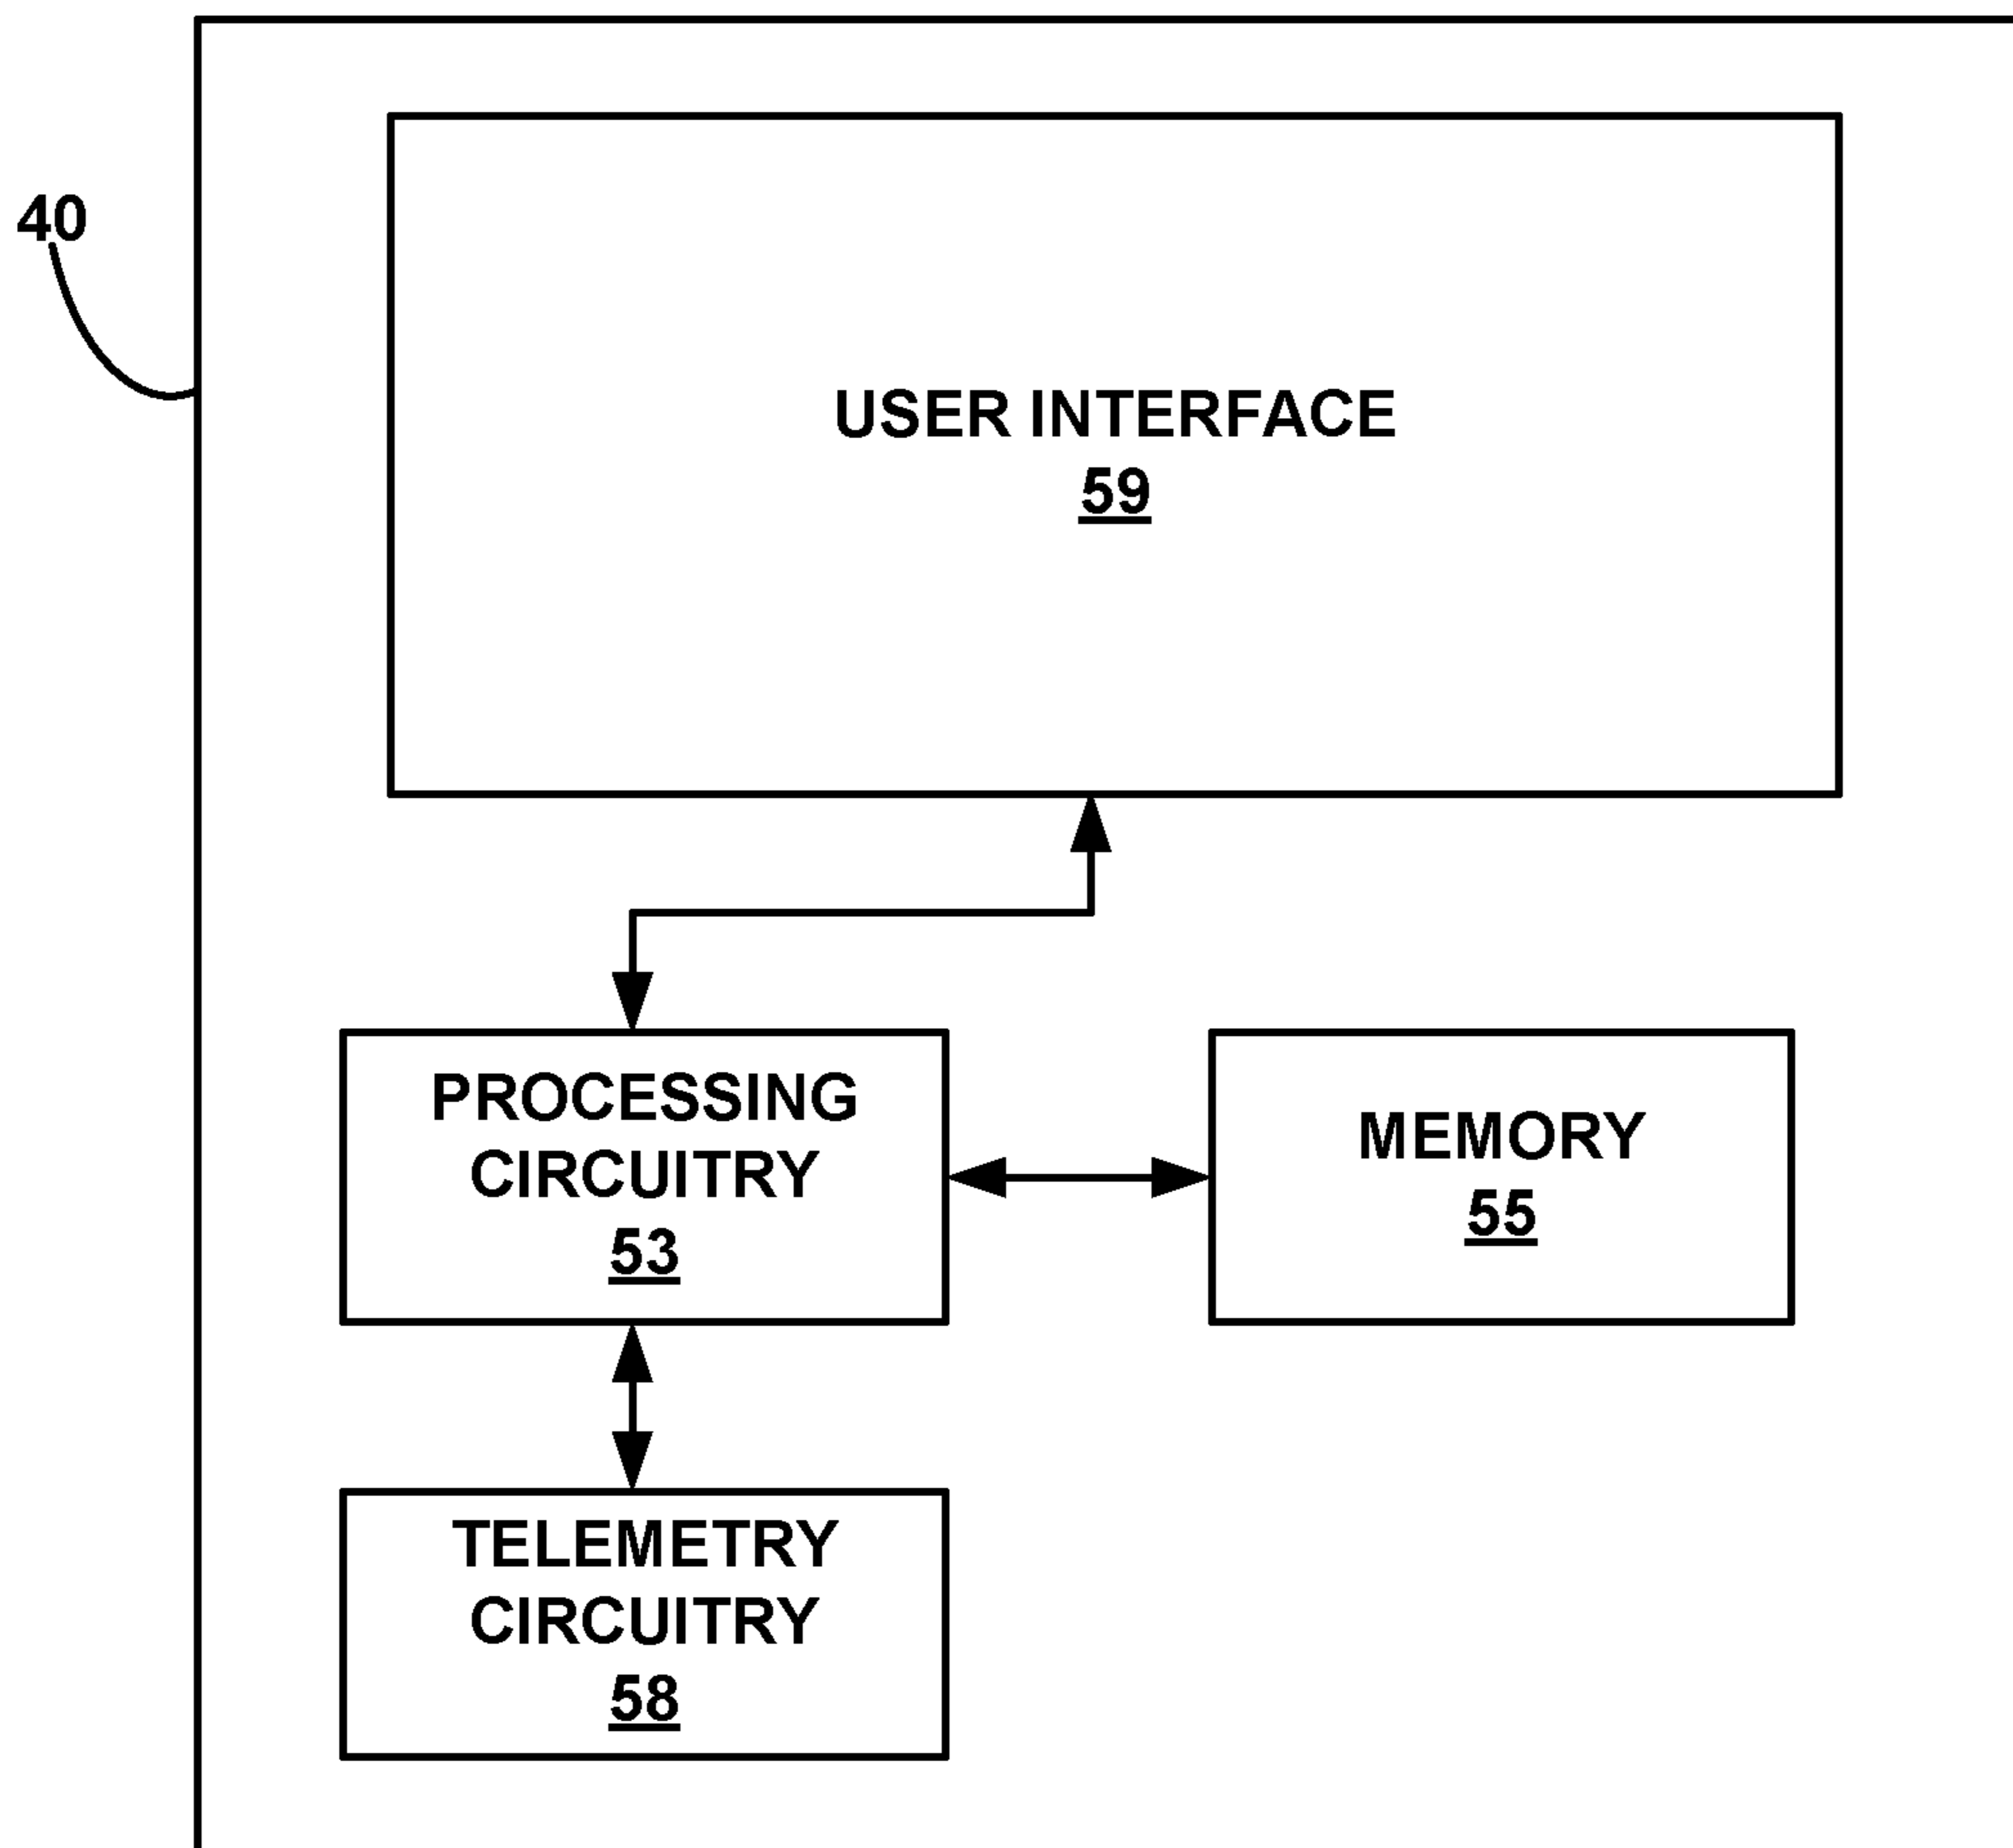 40
USER INTERFACE
59
PROCESSING
CIRCUITRY
53
MEMORY
55
TELEMETRY
CIRCUITRY
58